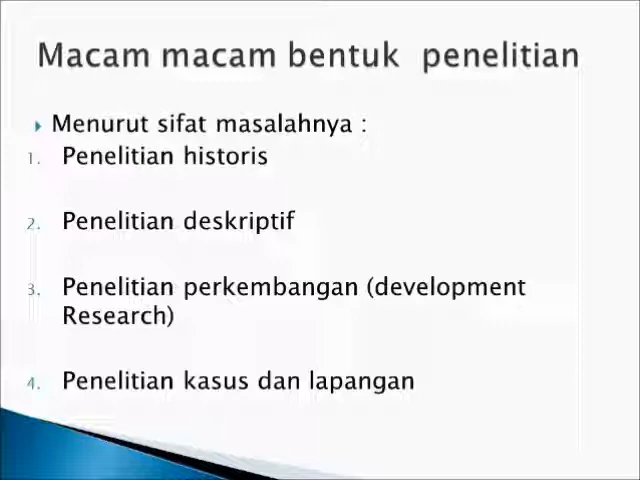 Macam macam bentuk penelitian
Menurut sifat masalahnya :
1. Penelitian historis
2. Penelitian deskriptif
3. Penelitian perkembangan (development
Research)
4. Penelitian kasus dan lapangan